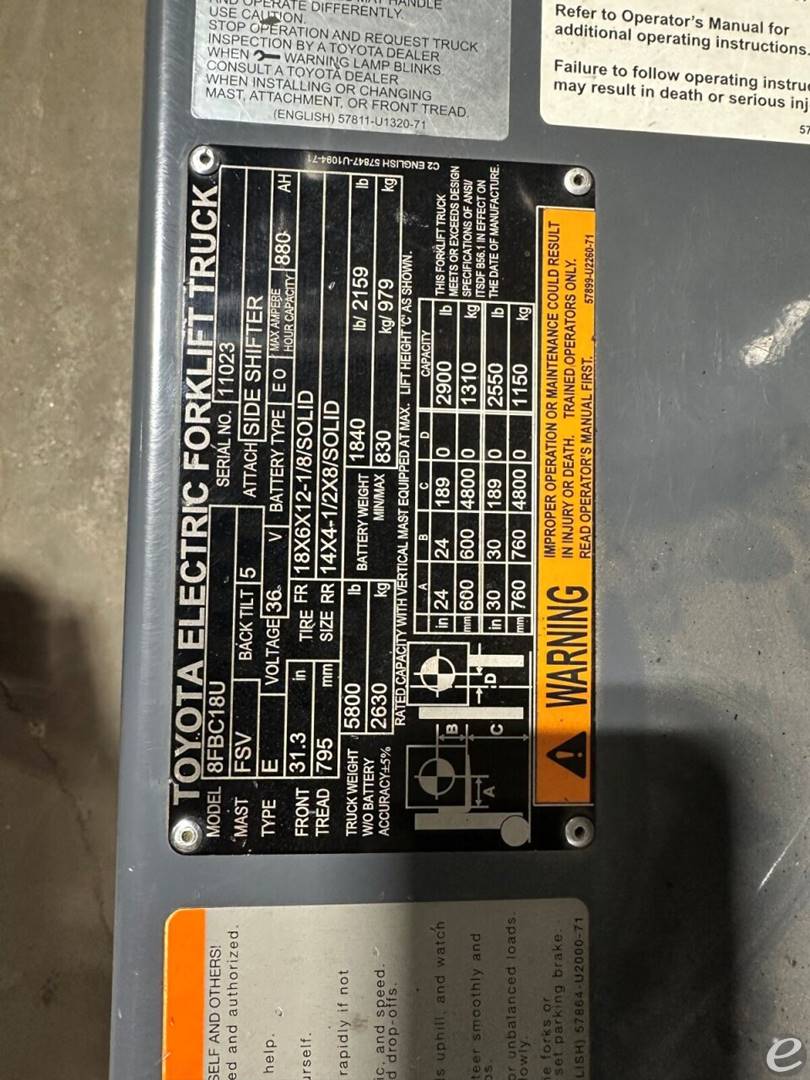 AND OPERATE DIFFERENTLY.
USE CAUTION.
STOP OPERATION AND REQUEST TRUCK
INSPECTION BY A TOYOTA DEALER
WHEN WARNING LAMP BLINKS.
CONSULT A TOYOTA DEALER
WHEN INSTALLING OR CHANGING
MAST, ATTACHMENT, OR FRONT TREAD.
(ENGLISH) 57811-U1320-71
Refer to Operator's Manual for
additional operating instructions.
Failure to follow operating instru
may result in death or serious inj
57
TOYOTA ELECTRIC FORKLIFT TRUCK
C2 ENGLISH 57847-U1094-71
MODEL 8FBC18U SERIAL NO. 11023
MAST FSV BACK TILT 5 ATTACH SIDE SHIFTER
TYPE E VOLTAGE 36 V BATTERY TYPE E O MAX AMPERE HOUR CAPACITY 880 AH
FRONT TREAD 31.3 in TIRE SIZE FR 18X6X12-1/8/SOLID
795 mm RR 14X4-1/2X8/SOLID
TRUCK WEIGHT W/O BATTERY ACCURACY±5% 5800 lb BATTERY WEIGHT MIN/MAX 1840 lb/ 2159 lb
2630 kg 830 kg/ 979 kg
RATED CAPACITY WITH VERTICAL MAST EQUIPPED AT MAX. LIFT HEIGHT "C" AS SHOWN.
A B C D CAPACITY
in 24 24 189 0 2900 lb
mm 600 600 4800 0 1310 kg
in 30 30 189 0 2550 lb
mm 760 760 4800 0 1150 kg
THIS FORKLIFT TRUCK
MEETS OR EXCEEDS DESIGN
SPECIFICATIONS OF ANSI/
ITSDF B56.1 IN EFFECT ON
THE DATE OF MANUFACTURE.
A
B
C
D
WARNING
IMPROPER OPERATION OR MAINTENANCE COULD RESULT
IN INJURY OR DEATH. TRAINED OPERATORS ONLY.
READ OPERATOR'S MANUAL FIRST.
57899-U2260-71
SELF AND OTHERS!
ed and authorized.
help.
urself.
rapidly if not
ic, and speed.
d drop-offs.
s uphill, and watch
teer smoothly and
or unbalanced loads.
lowly.
e forks or
set parking brake.
LISH) 57864-U2000-71
e